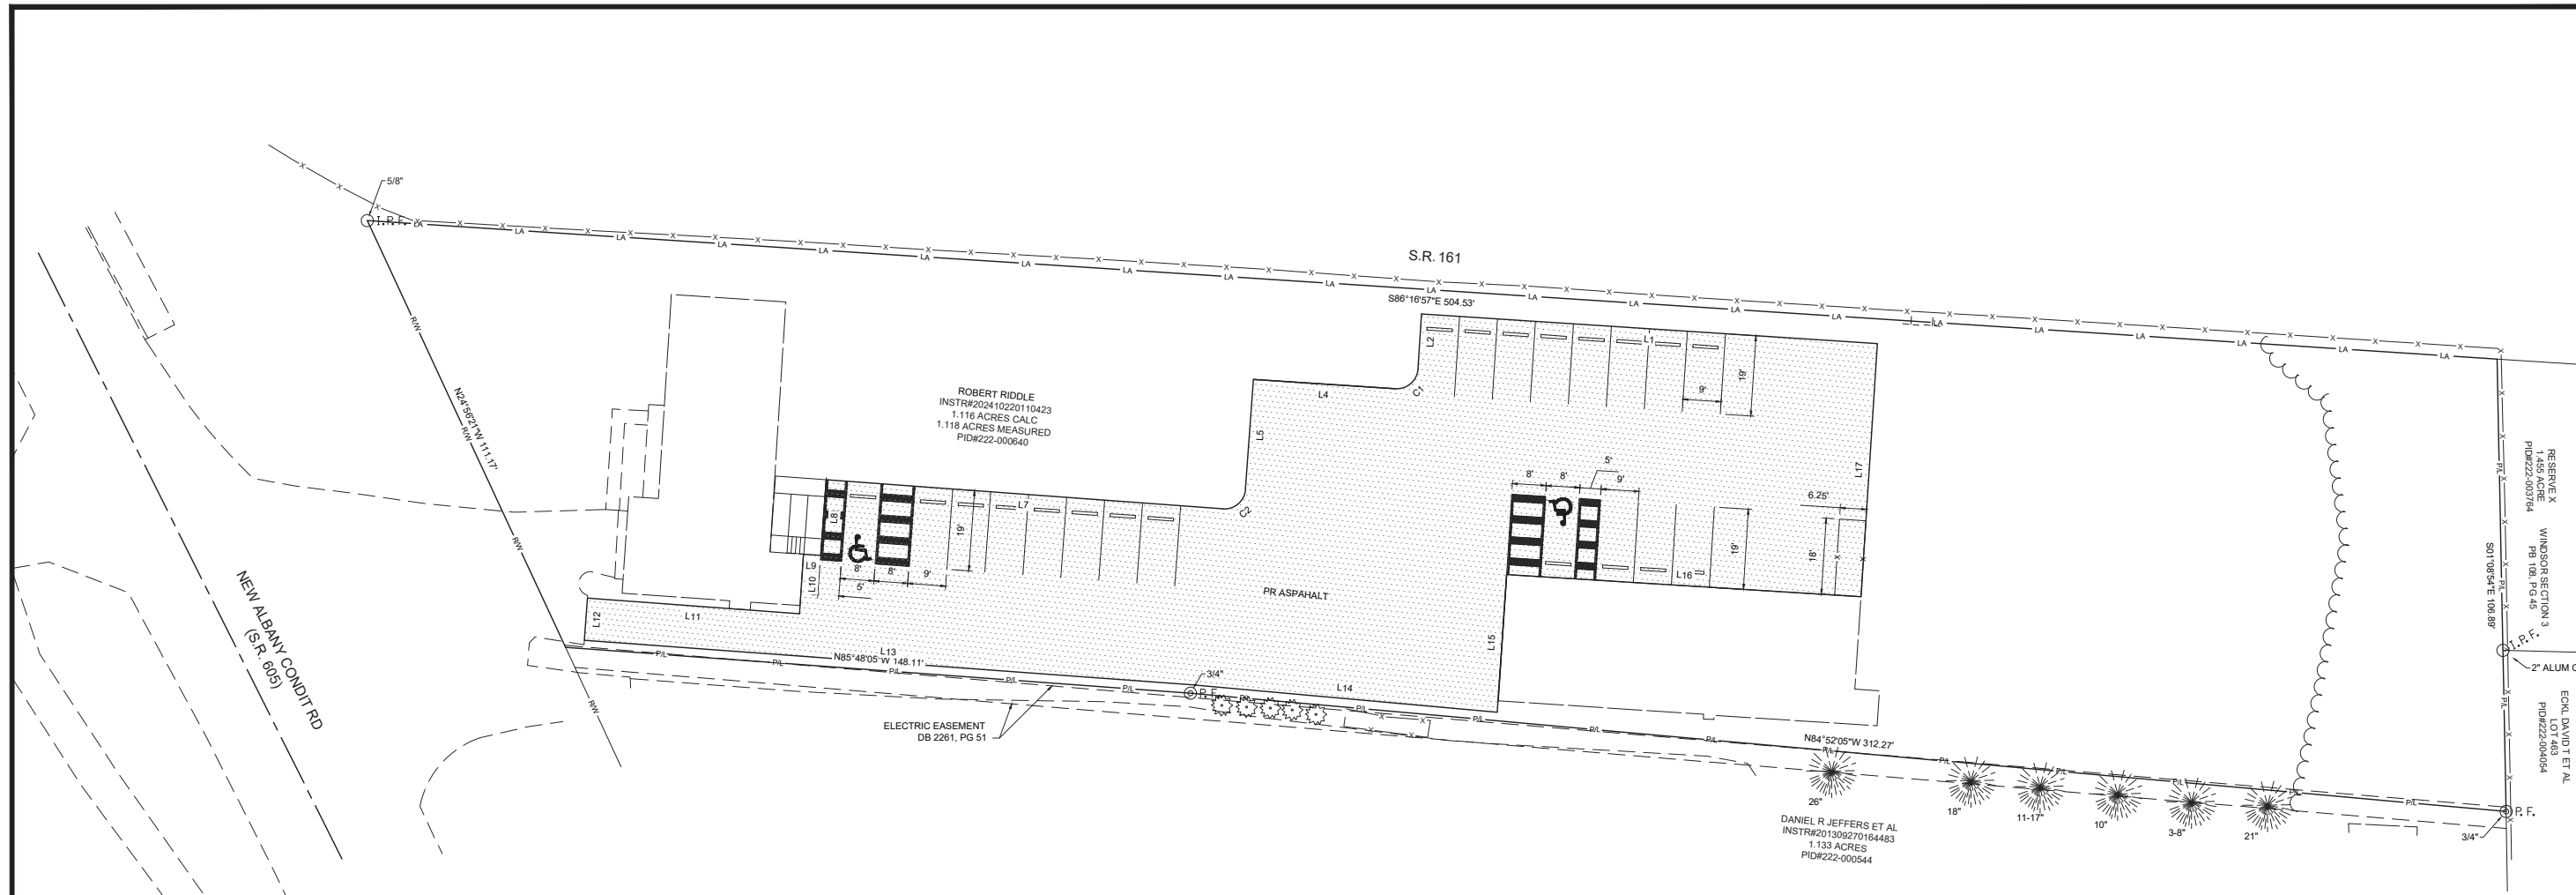 5/8"
I.P.F.
S.R. 161
S86°16'57"E 504.53'
N24°56'21"W 111.17'
R/W
R/W
R/W
R/W
LA
X
ROBERT RIDDLE
INSTR#202410220110423
1.116 ACRES CALC
1.118 ACRES MEASURED
PID#222-000640
L1
L2
9'
19'
C1
L4
L5
C2
L17
L7
L8
19'
L9
L10
8'
8'
9'
5'
8'
8'
5'
9'
6.25'
19'
18'
L16
L15
PR ASPAHALT
L11
L12
L13
N85°48'05"W 148.11'
P/L
L14
3/4"
P.F.
ELECTRIC EASEMENT
DB 2261, PG 51
N84°52'05"W 312.27'
NEW ALBANY CONDIT RD
(S.R. 605)
26"
18"
11-17"
10"
3-8"
21"
3/4"
P.F.
DANIEL R JEFFERS ET AL
INSTR#201309270164483
1.133 ACRES
PID#222-000544
S01°08'54"E 106.89'
RESERVE X
1.455 ACRE
PID#222-003764
WINDSOR SECTION 3
PB 108, PG 45
I.P.F.
2" ALUM C
ECKL DAVID T ET AL
LOT 463
PID#222-004054